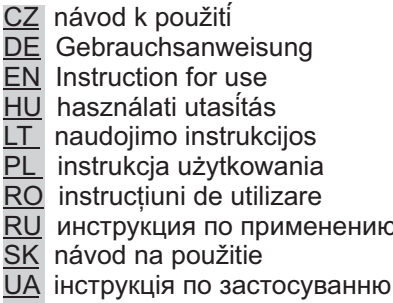 CZ návod k použití
DE Gebrauchsanweisung
EN Instruction for use
HU használati utasítás
LT naudojimo instrukcijos
PL instrukcja użytkowania
RO instrucțiuni de utilizare
RU инструкция по применению
SK návod na použitie
UA інструкція по застосуванню